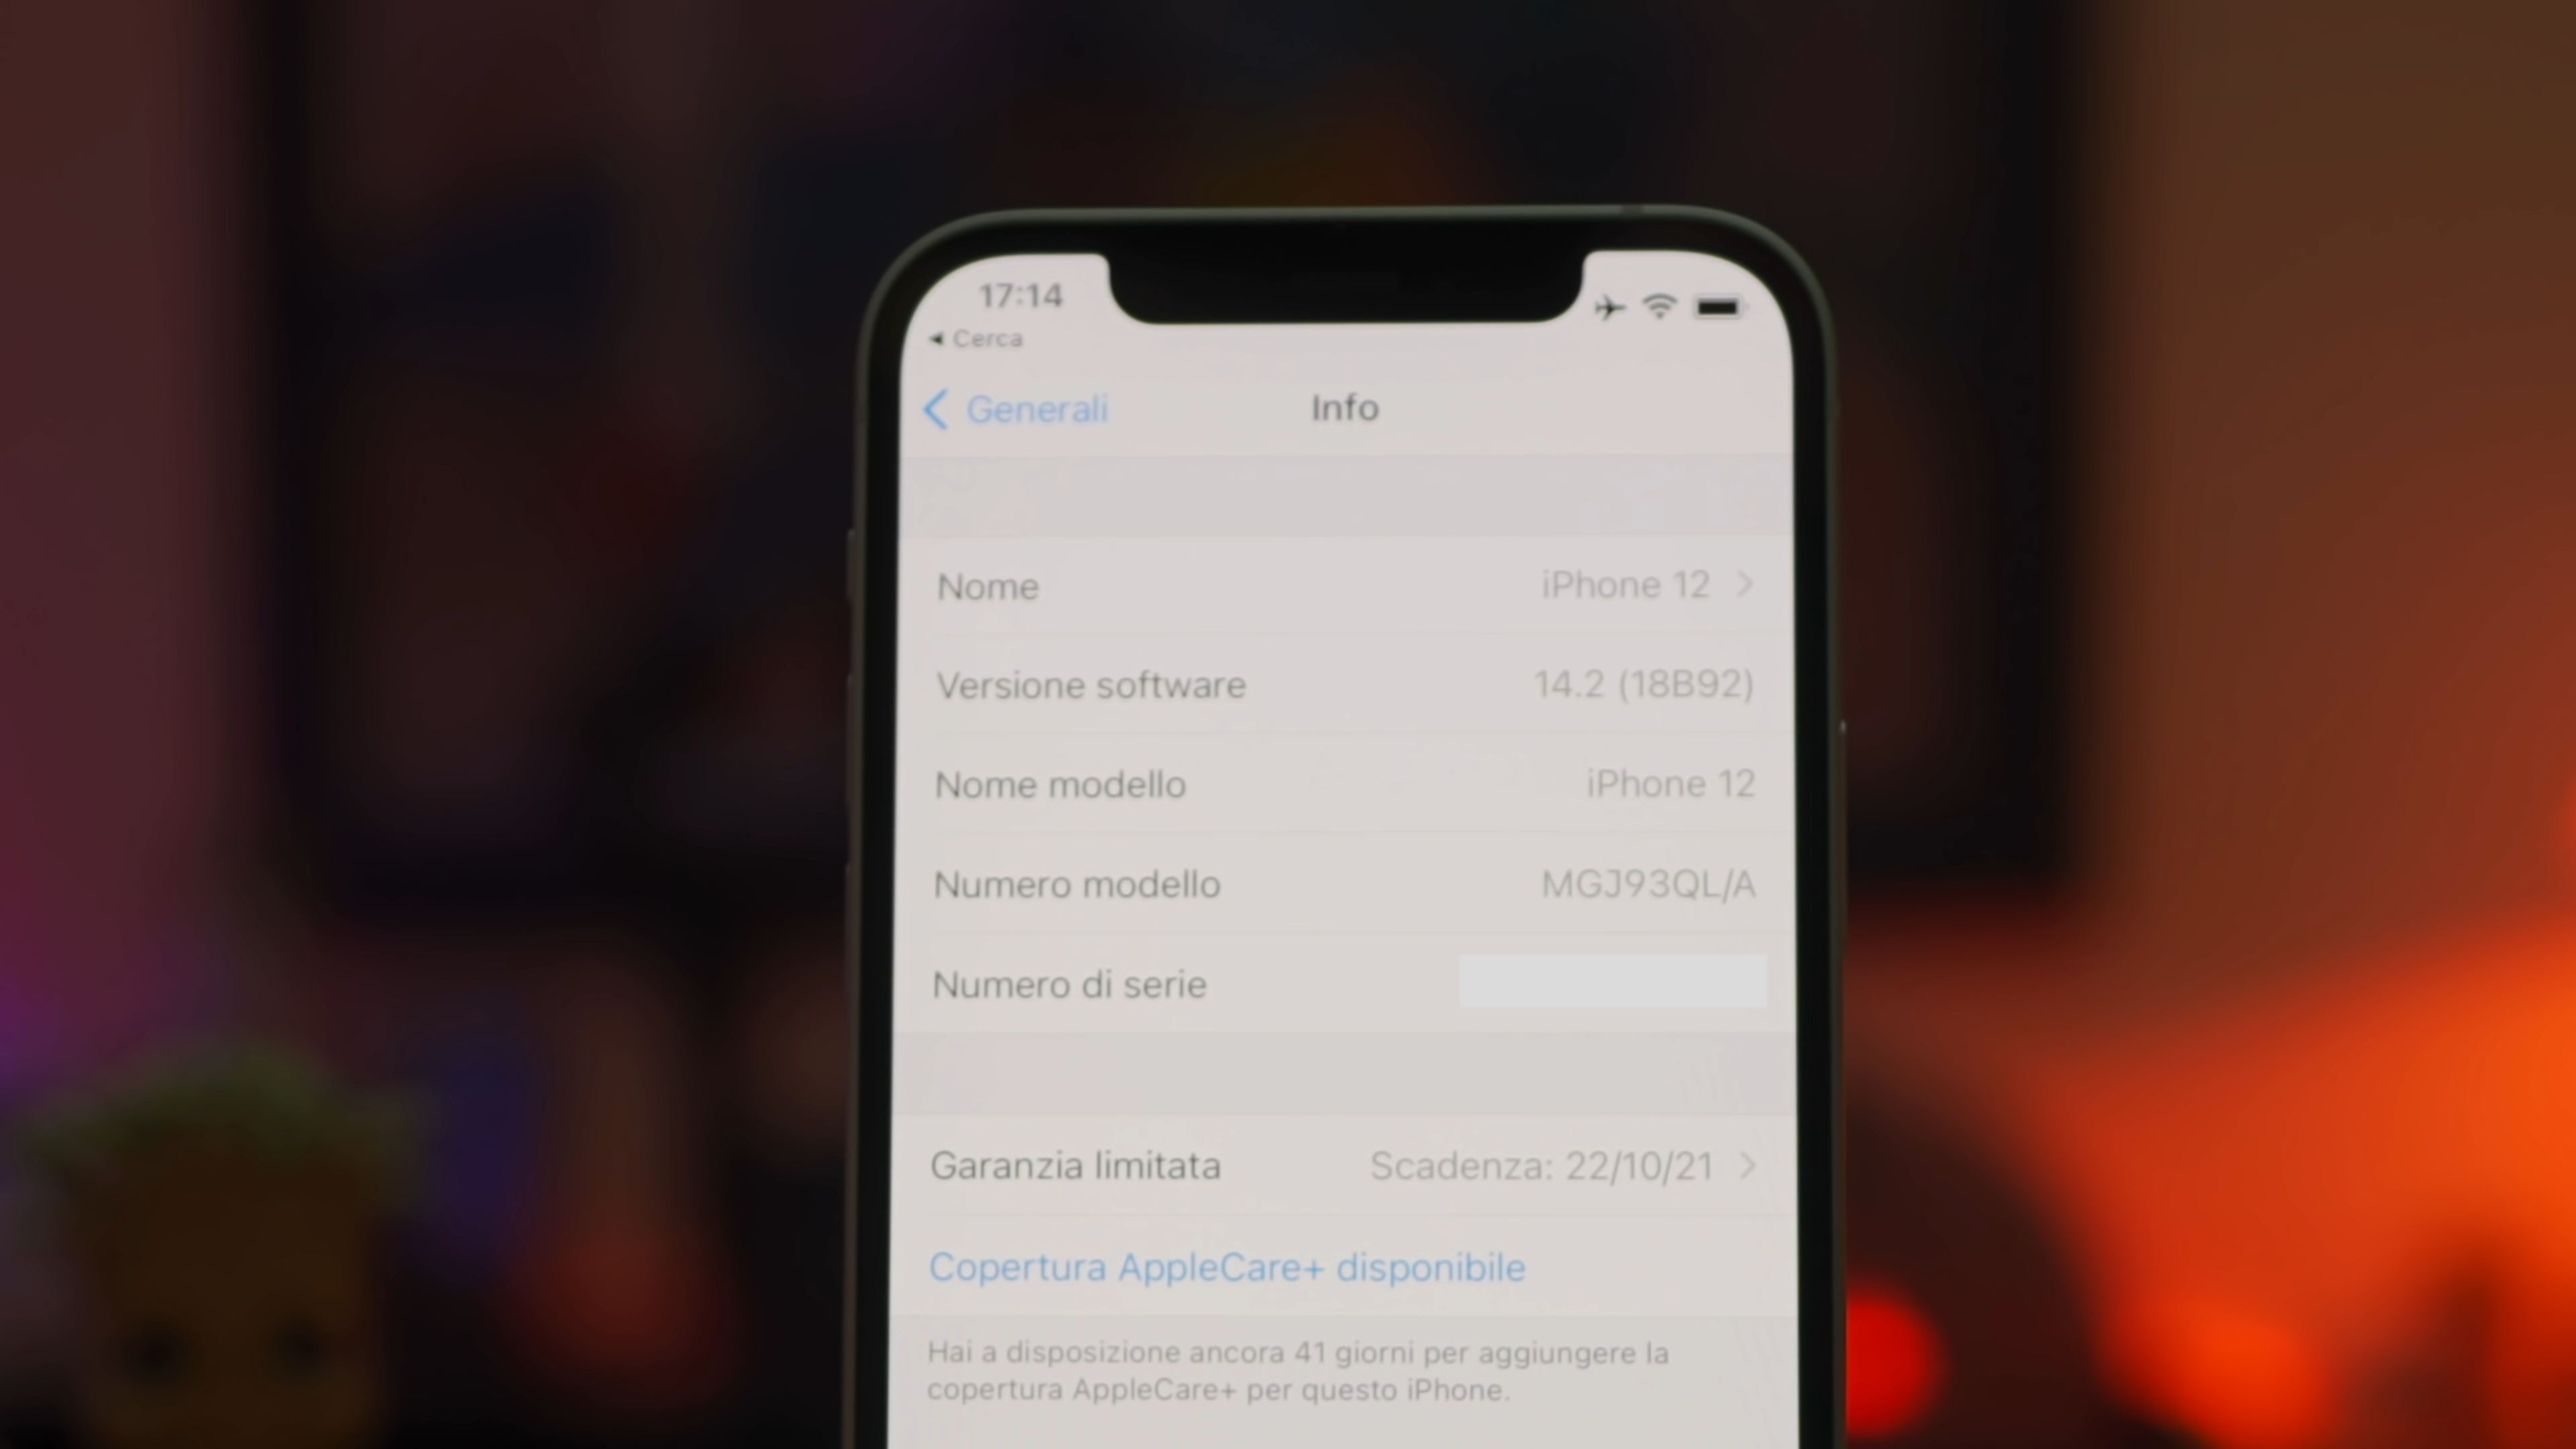 17:14
◄ Cerca
Generali
Info
Nome
iPhone 12
Versione software
14.2 (18B92)
Nome modello
iPhone 12
Numero modello
MGJ93QL/A
Numero di serie
Garanzia limitata
Scadenza: 22/10/21
Copertura AppleCare+ disponibile
Hai a disposizione ancora 41 giorni per aggiungere la
copertura AppleCare+ per questo iPhone.